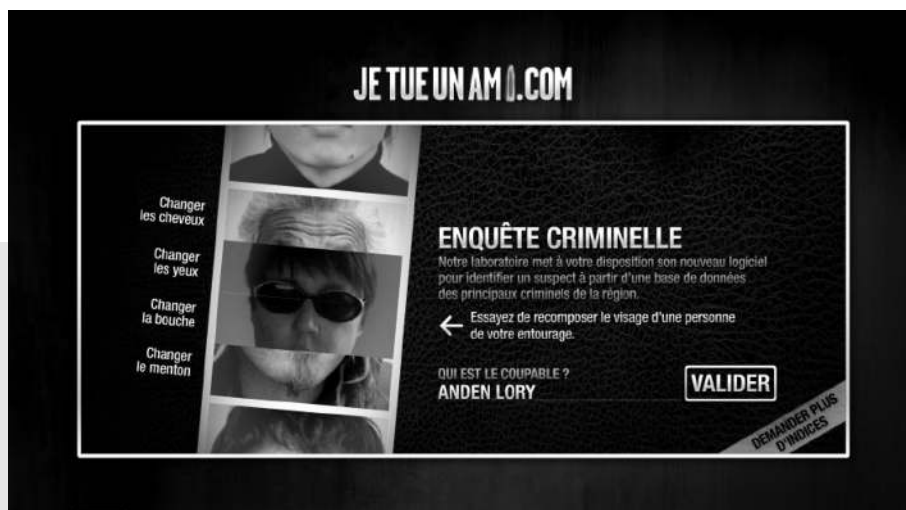 JE TUE UN AMI.COM
Changer
les cheveux
Changer
les yeux
Changer
la bouche
Changer
le menton
ENQUÊTE CRIMINELLE
Notre laboratoire met à votre disposition son nouveau logiciel
pour identifier un suspect à partir d'une base de données
des principaux criminels de la région.
Essayez de recomposer le visage d'une personne
de votre entourage.
QUI EST LE COUPABLE ?
ANDEN LORY
VALIDER
DEMANDER PLUS
D'INDICES